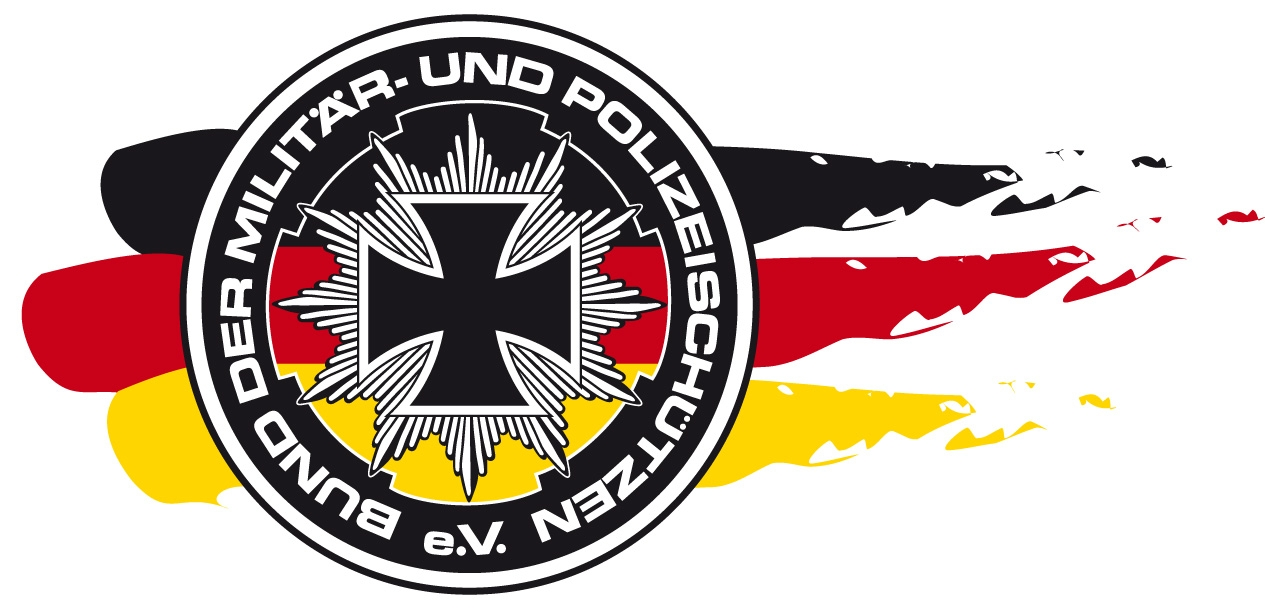 BUND DER MILITÄR- UND POLIZEISCHÜTZEN
e.V.